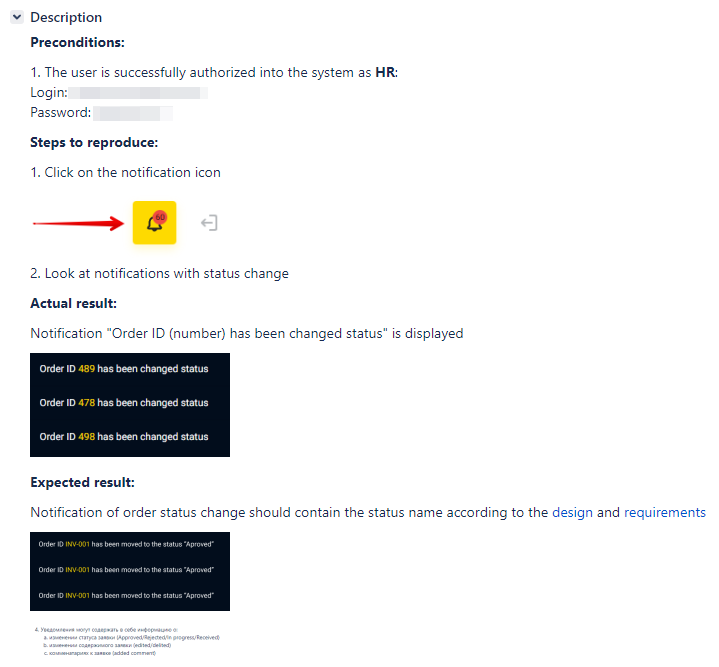 Description
Preconditions:
1. The user is successfully authorized into the system as HR:
Login:
Password:
Steps to reproduce:
1. Click on the notification icon
60
2. Look at notifications with status change
Actual result:
Notification "Order ID (number) has been changed status" is displayed
Order ID 489 has been changed status
Order ID 478 has been changed status
Order ID 498 has been changed status
Expected result:
Notification of order status change should contain the status name according to the design and requirements
Order ID INV-001 has been moved to the status "Aproved"
Order ID INV-001 has been moved to the status "Aproved"
Order ID INV-001 has been moved to the status "Aproved"
4. Уведомления могут содержать в себе информацию о:
a. изменении статуса заявки (Approved/Rejected/In progress/Received)
b. изменении содержимого заявки (edited/delited)
c. комментариях к заявке (added comment)